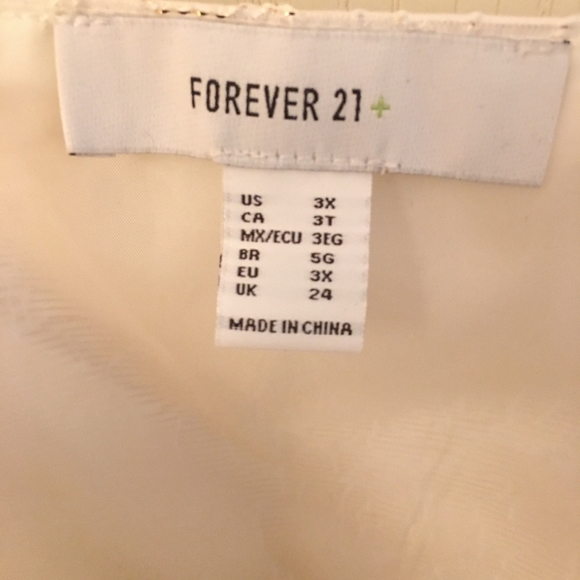 FOREVER 21+
US 3X
CA 3T
MX/ECU 3EG
BR 5G
EU 3X
UK 24
MADE IN CHINA